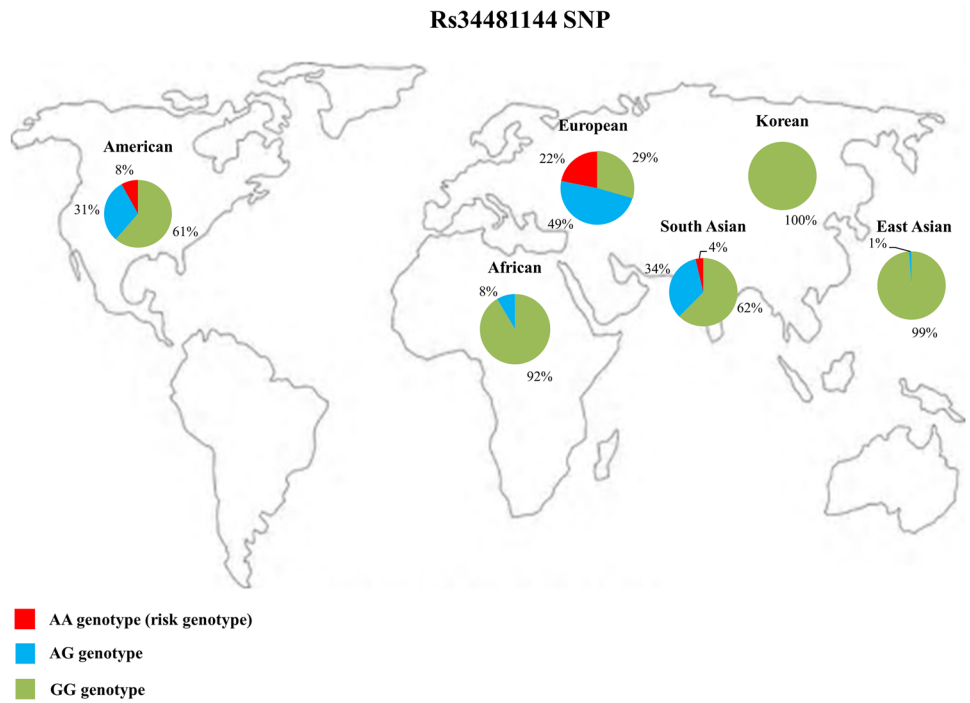 Rs34481144 SNP
American
8%
31%
61%
European
22%
29%
49%
Korean
100%
South Asian
4%
34%
62%
East Asian
1%
99%
African
8%
92%
AA genotype (risk genotype)
AG genotype
GG genotype